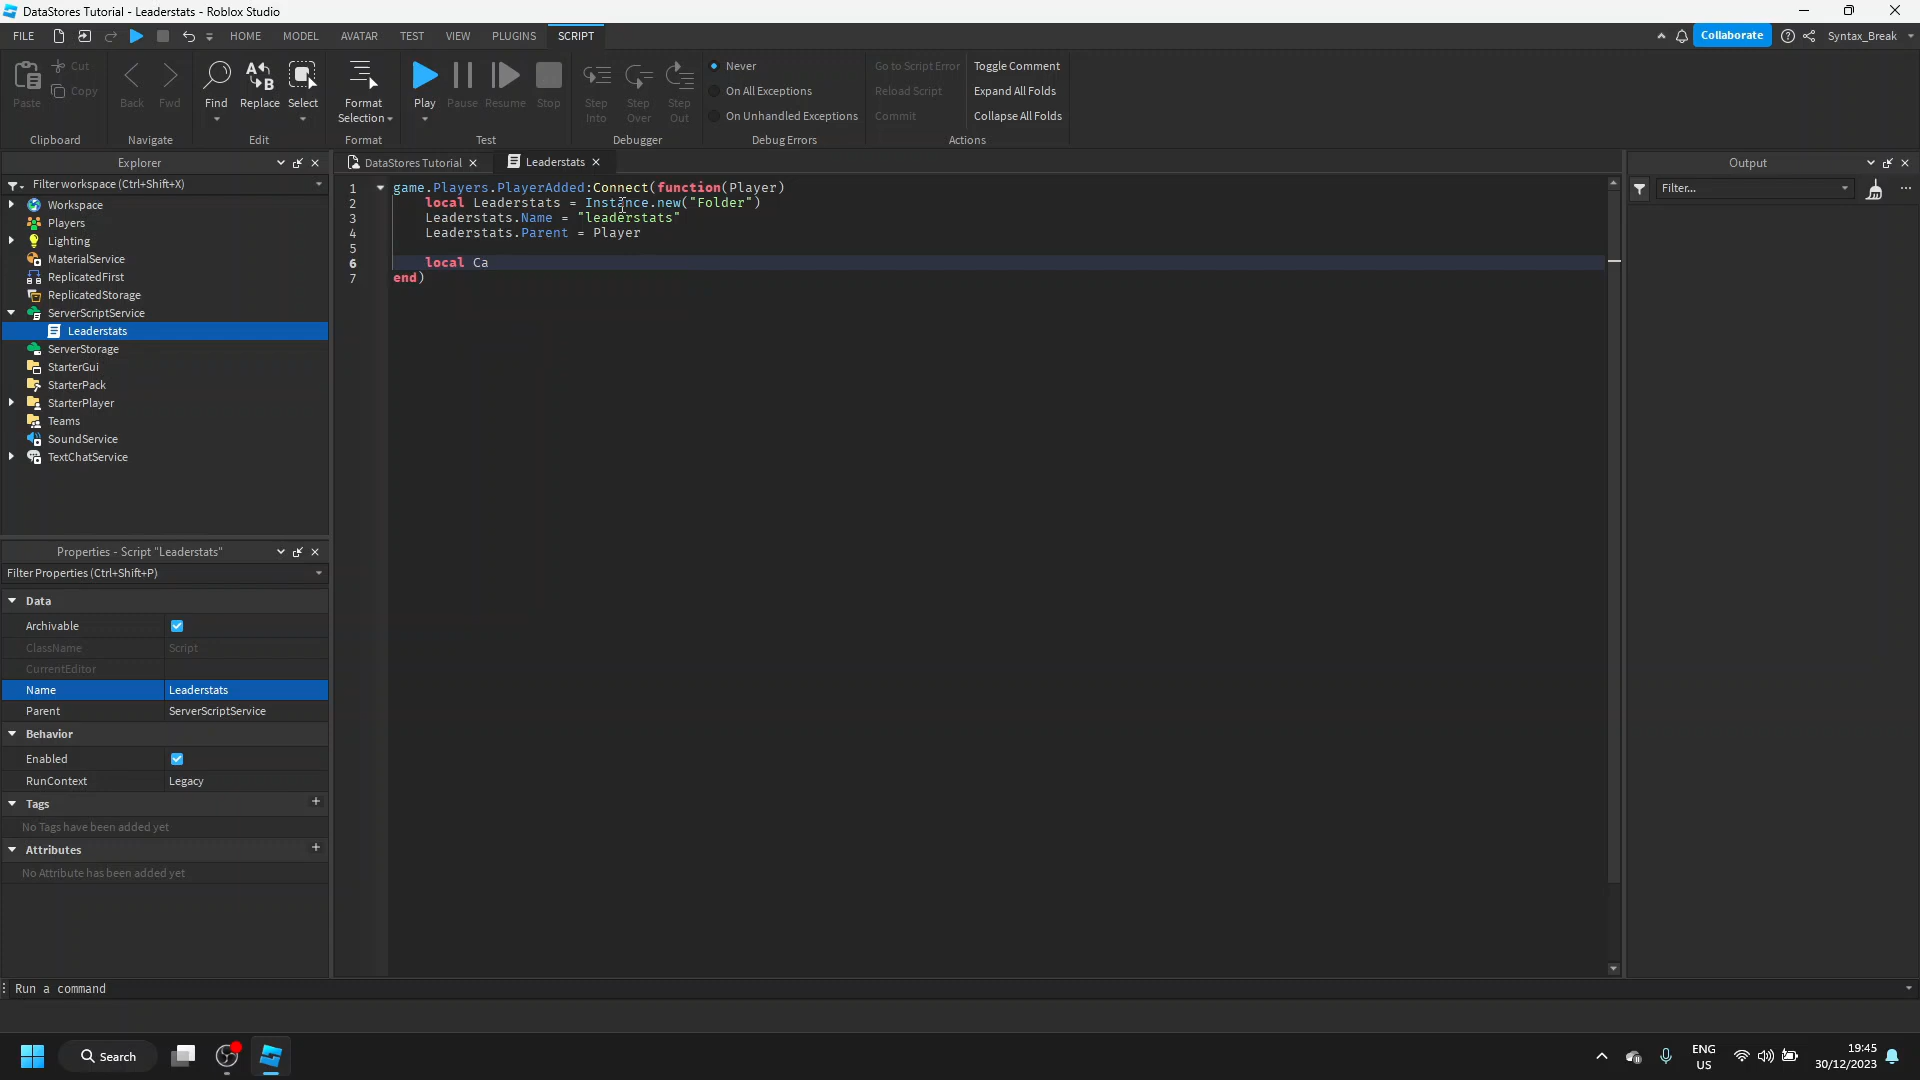 DataStores Tutorial - Leaderstats - Roblox Studio
FILE HOME MODEL AVATAR TEST VIEW PLUGINS SCRIPT Collaborate Syntax_Break
Paste Cut Copy Back Fwd Find Replace Select Format Selection Play Pause Resume Stop Step Into Step Over Step Out
Never Go to Script Error Toggle Comment
On All Exceptions Reload Script Expand All Folds
On Unhandled Exceptions Commit Collapse All Folds
Clipboard Navigate Edit Format Test Debugger Debug Errors Actions
Explorer
Filter workspace (Ctrl+Shift+X)
Workspace
Players
Lighting
MaterialService
ReplicatedFirst
ReplicatedStorage
ServerScriptService
Leaderstats
ServerStorage
StarterGui
StarterPack
StarterPlayer
Teams
SoundService
TextChatService
Properties - Script "Leaderstats"
Filter Properties (Ctrl+Shift+P)
Data
Archivable
ClassName Script
CurrentEditor
Name Leaderstats
Parent ServerScriptService
Behavior
Enabled
RunContext Legacy
Tags +
No Tags have been added yet
Attributes +
No Attribute has been added yet
DataStores Tutorial Leaderstats
1 game.Players.PlayerAdded:Connect(function(Player)
2 local Leaderstats = Instance.new("Folder")
3 Leaderstats.Name = "leaderstats"
4 Leaderstats.Parent = Player
5
6 local Ca
7 end)
Output
Filter...
Run a command
Search
ENG
US
19:45
30/12/2023